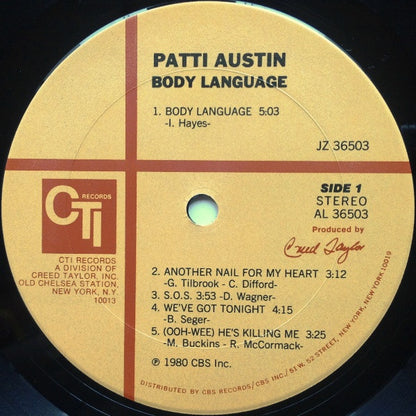 PATTI AUSTIN
BODY LANGUAGE
1. BODY LANGUAGE 5:03
-I. Hayes-
JZ 36503
CTI
RECORDS
SIDE 1
STEREO
AL 36503
Produced by
Creed Taylor
CTI RECORDS
A DIVISION OF
CREED TAYLOR, INC.
OLD CHELSEA STATION,
NEW YORK, N.Y.
10013
2. ANOTHER NAIL FOR MY HEART 3:12
-G. Tilbrook - C. Difford-
3. S.O.S. 3:53 -D. Wagner-
4. WE'VE GOT TONIGHT 4:15
-B. Seger-
5. (OOH-WEE) HE'S KILLING ME 3:25
-M. Buckins - R. McCormack-
℗ 1980 CBS Inc.
DISTRIBUTED BY CBS RECORDS/CBS INC./51 W. 52 STREET, NEW YORK, NEW YORK 10019